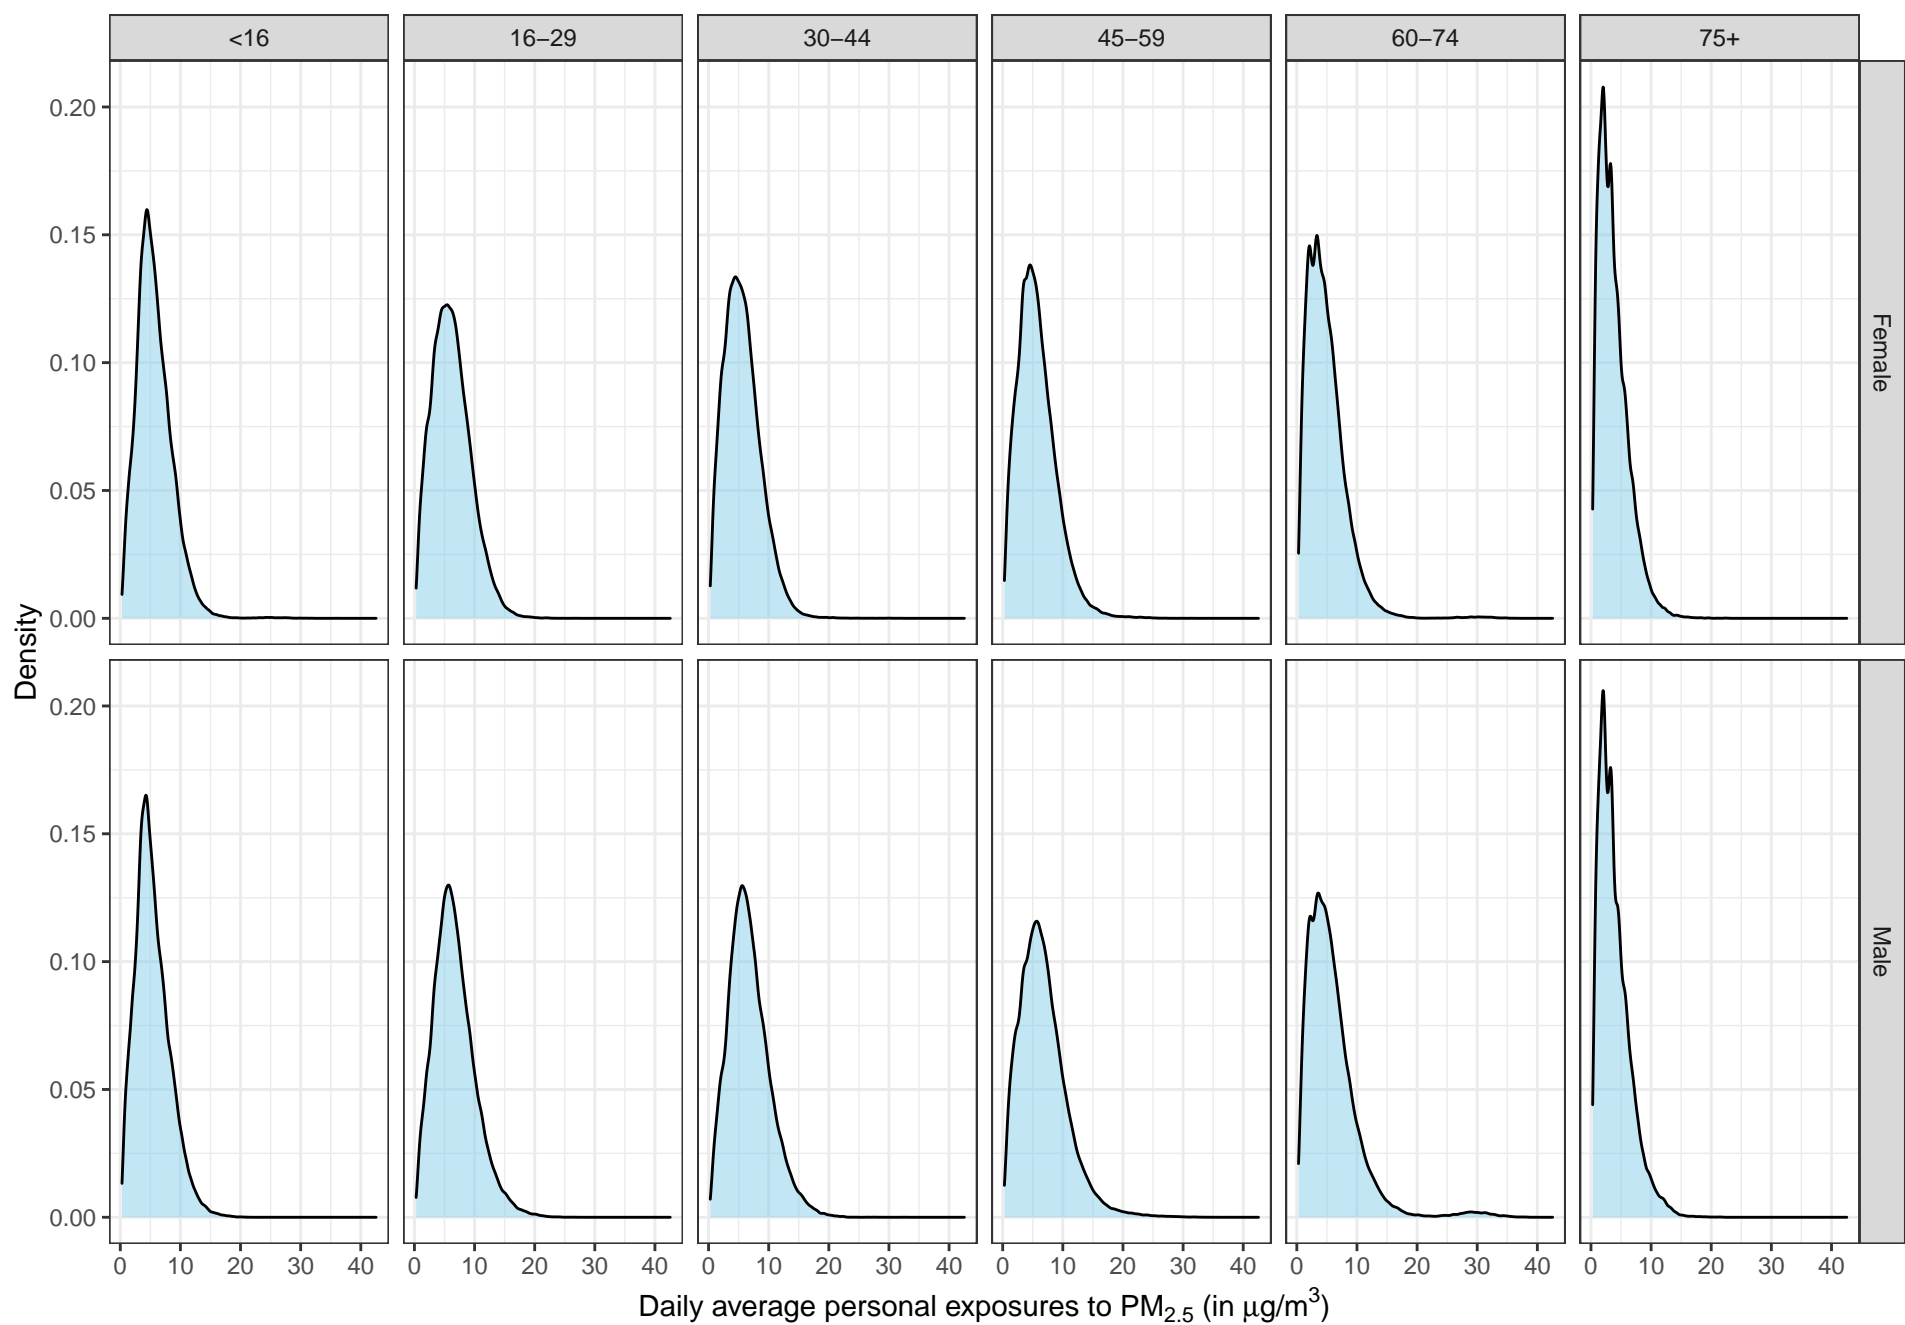 <16 16–29 30–44 45–59 60–74 75+
0.20
0.15
0.10
0.05
0.00
Female
0.20
0.15
0.10
0.05
0.00
Male
Density
0 10 20 30 40 0 10 20 30 40 0 10 20 30 40 0 10 20 30 40 0 10 20 30 40 0 10 20 30 40
Daily average personal exposures to PM₂.₅ (in μg/m³)